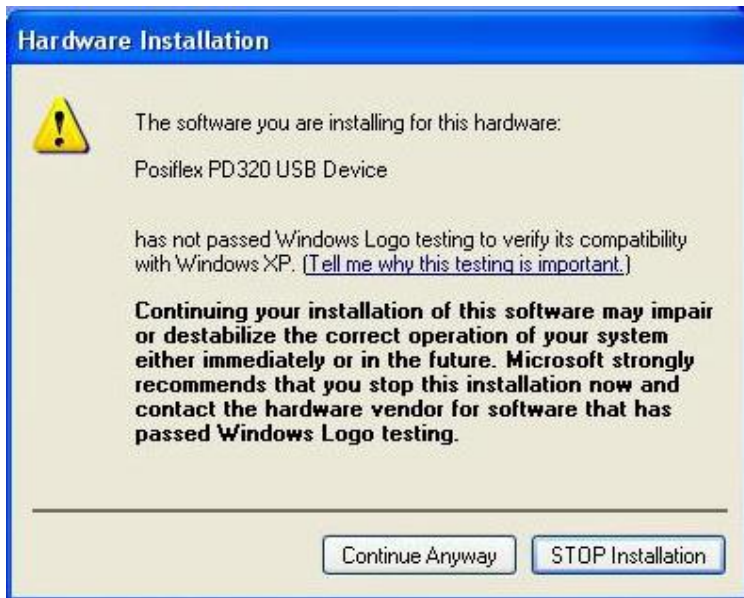 Hardware Installation
The software you are installing for this hardware:
Posiflex PD320 USB Device
has not passed Windows Logo testing to verify its compatibility
with Windows XP. (Tell me why this testing is important.)
Continuing your installation of this software may impair
or destabilize the correct operation of your system
either immediately or in the future. Microsoft strongly
recommends that you stop this installation now and
contact the hardware vendor for software that has
passed Windows Logo testing.
Continue Anyway
STOP Installation